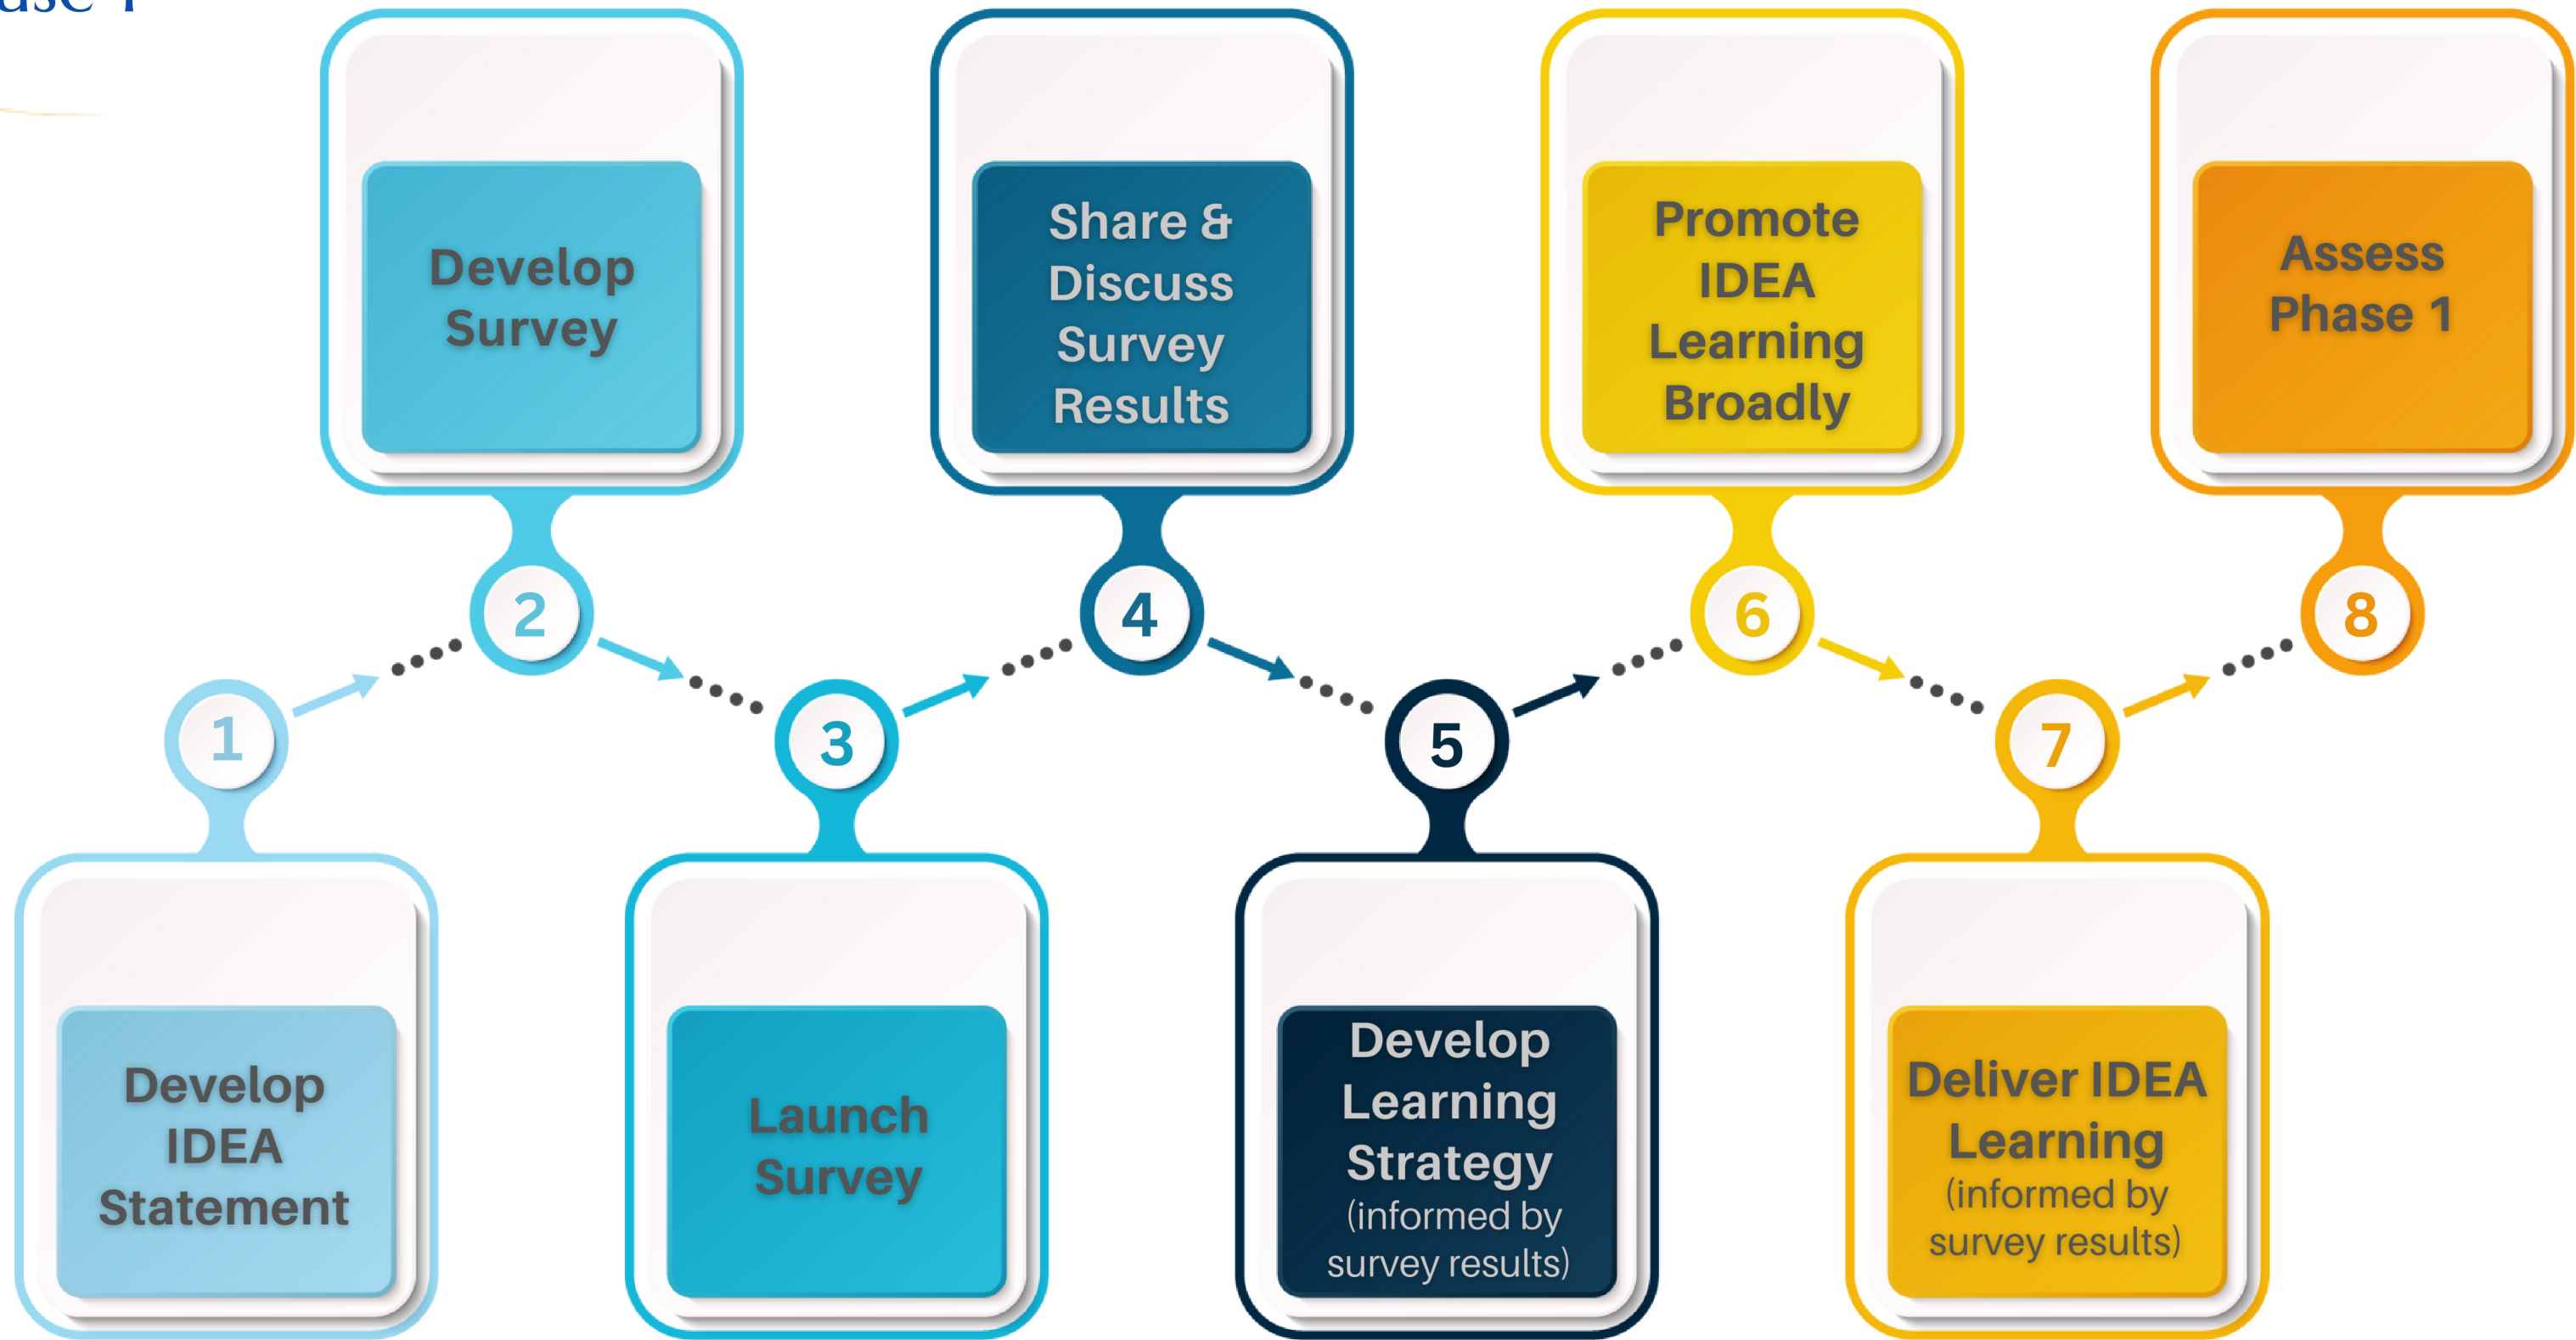 2
Develop
Survey
4
Share &
Discuss
Survey
Results
6
Promote
IDEA
Learning
Broadly
8
Assess
Phase 1
1
Develop
IDEA
Statement
3
Launch
Survey
5
Develop
Learning
Strategy
(informed by
survey results)
7
Deliver IDEA
Learning
(informed by
survey results)